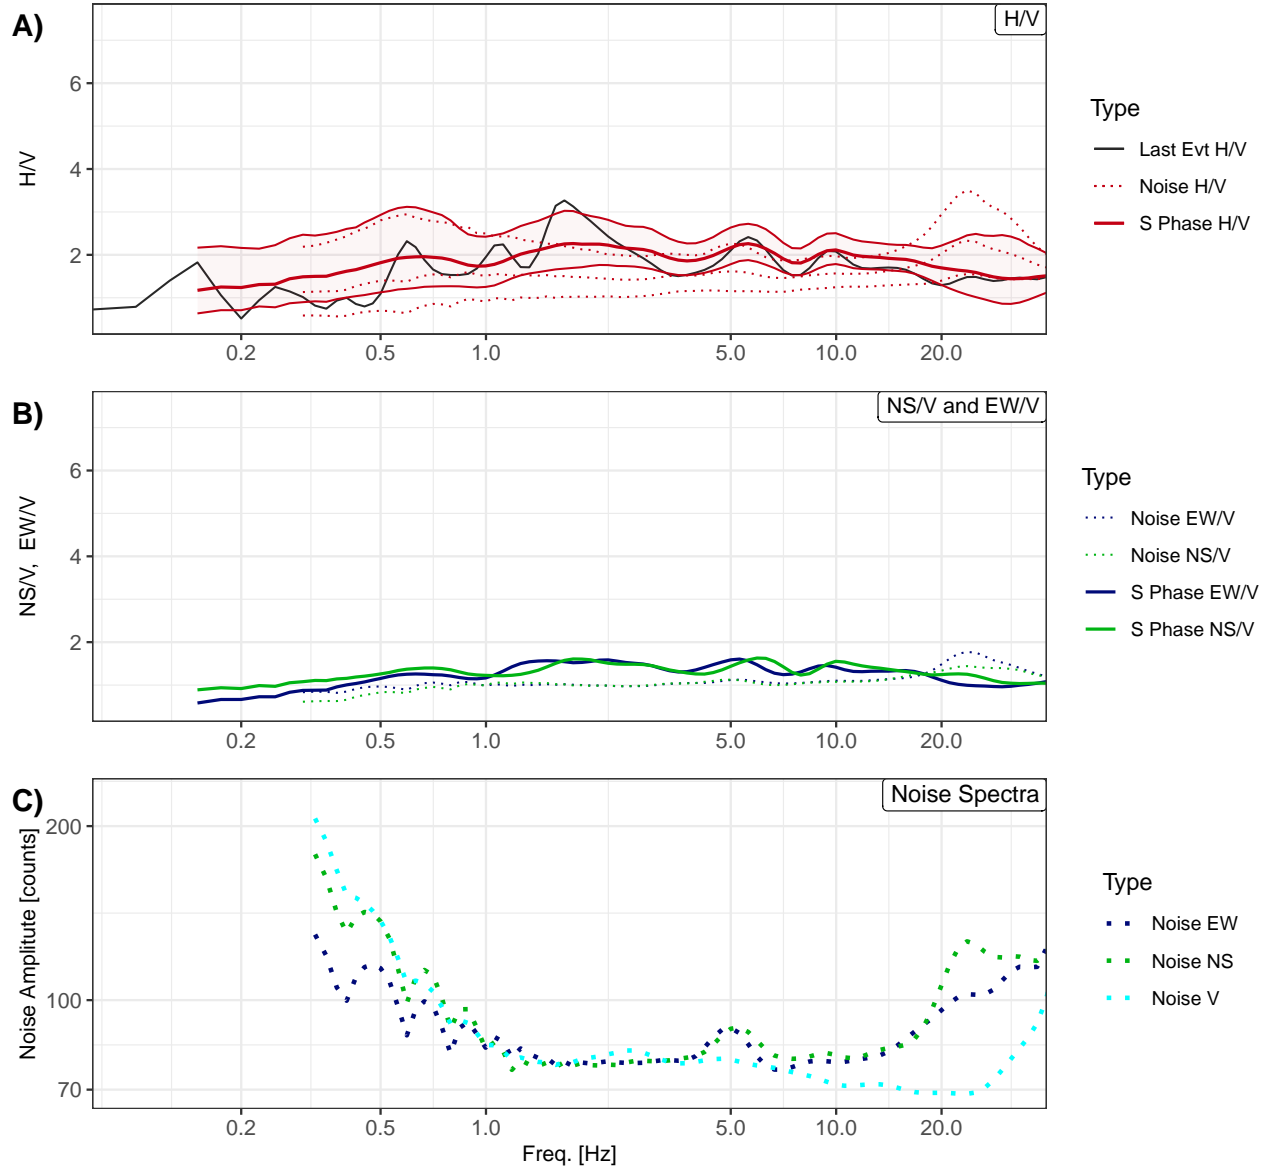 A)
H/V
6
4
2
H/V
0.2 0.5 1.0 5.0 10.0 20.0
Type
Last Evt H/V
Noise H/V
S Phase H/V
B)
NS/V and EW/V
6
4
2
NS/V, EW/V
0.2 0.5 1.0 5.0 10.0 20.0
Type
Noise EW/V
Noise NS/V
S Phase EW/V
S Phase NS/V
C)
Noise Spectra
200
100
70
Noise Amplitute [counts]
0.2 0.5 1.0 5.0 10.0 20.0
Freq. [Hz]
Type
Noise EW
Noise NS
Noise V